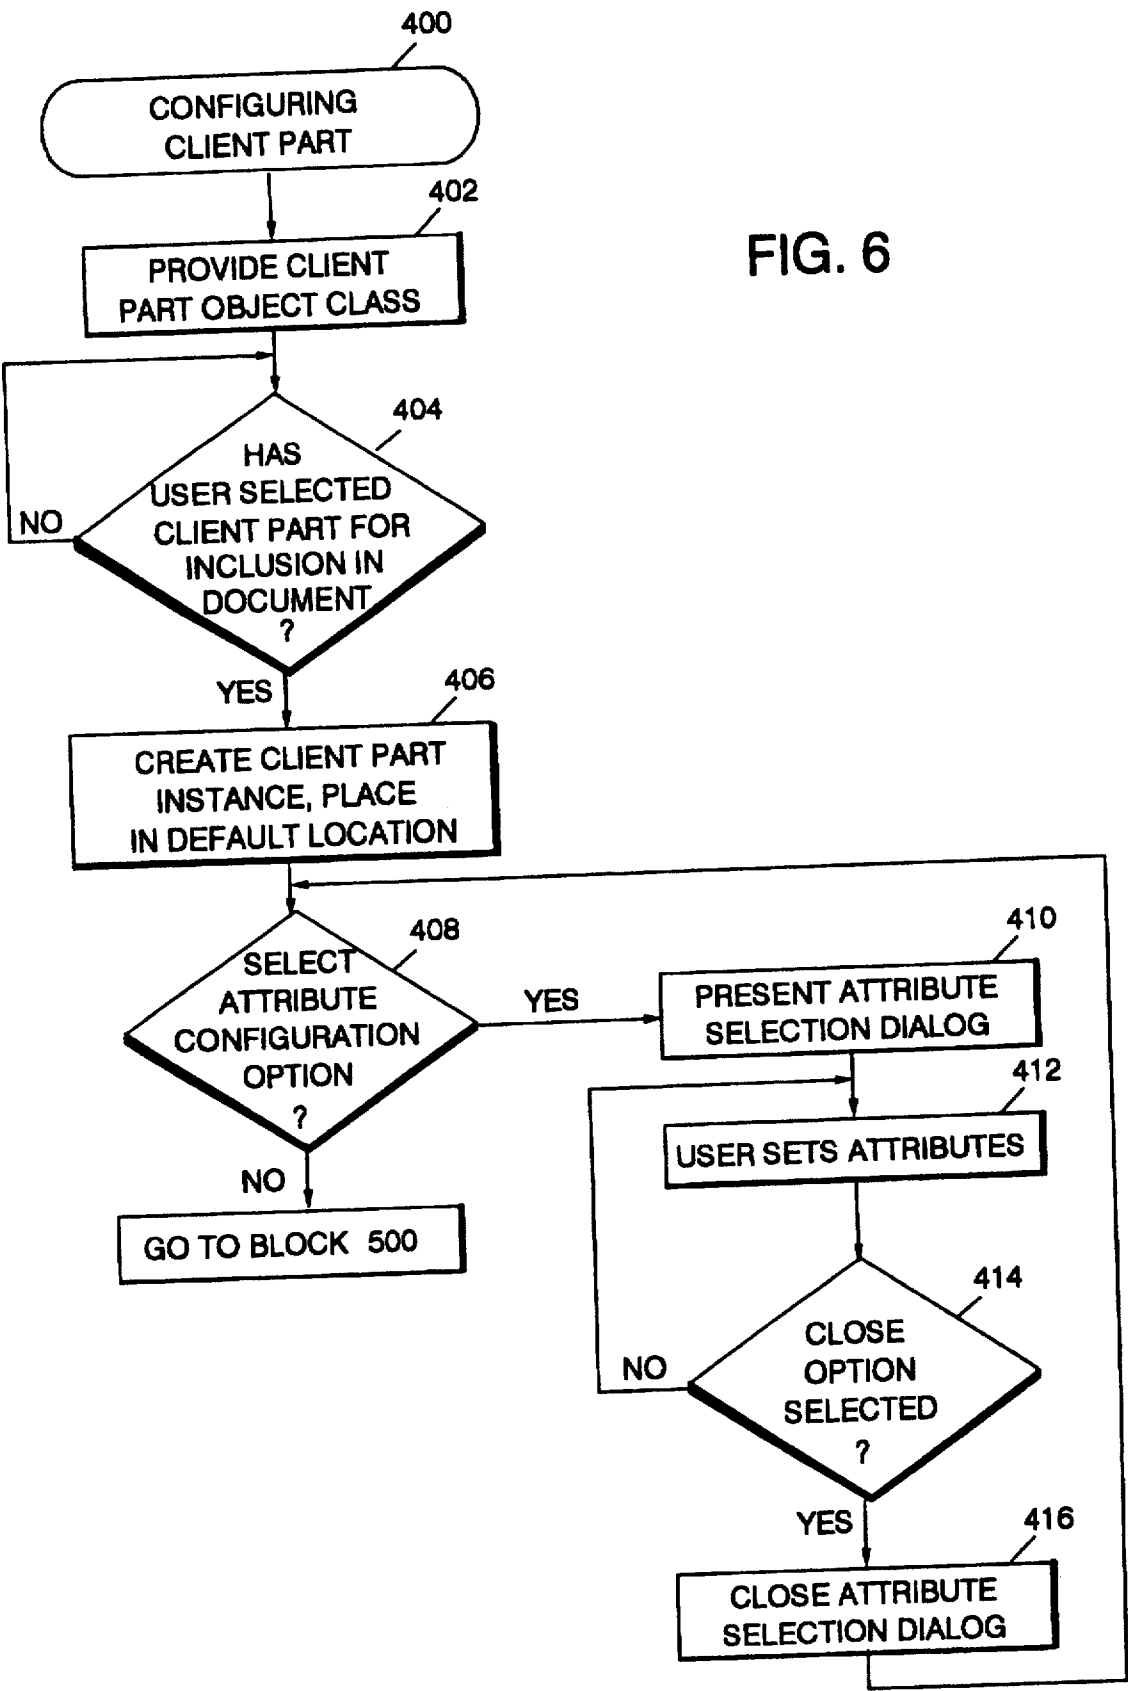 400
CONFIGURING
CLIENT PART
402
PROVIDE CLIENT
PART OBJECT CLASS
FIG. 6
404
HAS
USER SELECTED
CLIENT PART FOR
INCLUSION IN
DOCUMENT
?
NO
YES
406
CREATE CLIENT PART
INSTANCE, PLACE
IN DEFAULT LOCATION
408
SELECT
ATTRIBUTE
CONFIGURATION
OPTION
?
YES
NO
GO TO BLOCK 500
410
PRESENT ATTRIBUTE
SELECTION DIALOG
412
USER SETS ATTRIBUTES
414
CLOSE
OPTION
SELECTED
?
NO
YES
416
CLOSE ATTRIBUTE
SELECTION DIALOG